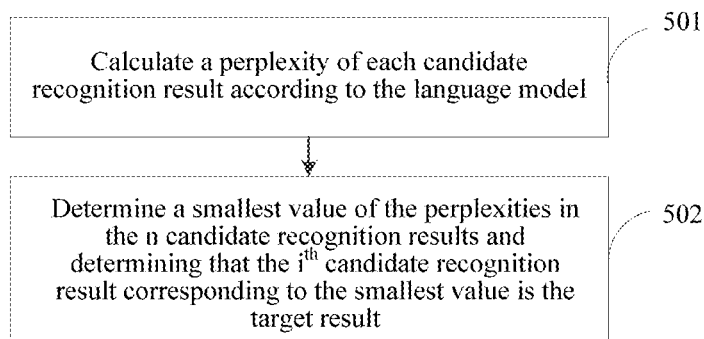 501
Calculate a perplexity of each candidate
recognition result according to the language model
502
Determine a smallest value of the perplexities in
the n candidate recognition results and
determining that the ith candidate recognition
result corresponding to the smallest value is the
target result